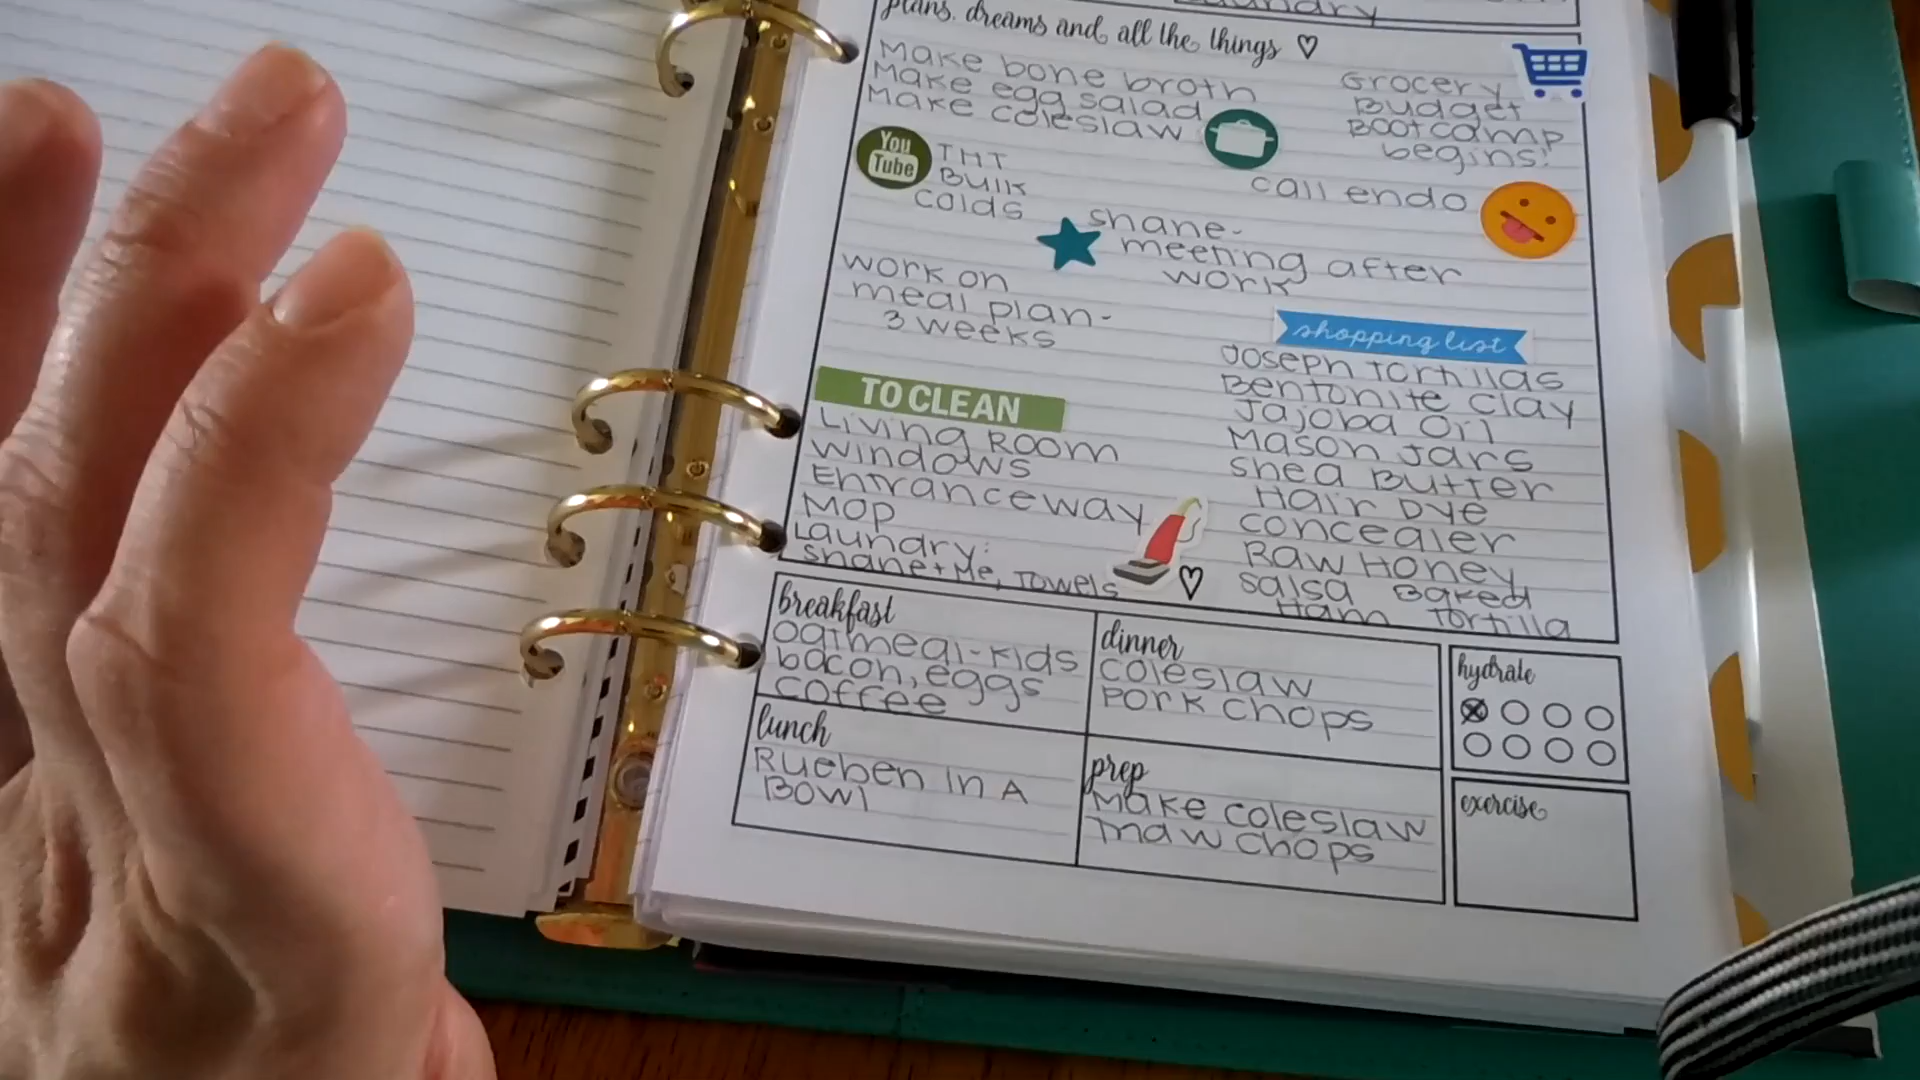 Laundry
plans, dreams and all the things ♡
Make bone broth
Make egg salad
Make coleslaw
Grocery
Budget
Bootcamp
begins!
You
Tube
THT
Bulk
colds
call endo
shane-
meeting after
work
work on
meal plan-
3 weeks
shopping list
Joseph Tortillas
Bentonite clay
Jajoba Oil
Mason Jars
Shea Butter
Hair Dye
concealer
Raw Honey
Salsa Baked
Ham Tortilla
TO CLEAN
Living Room
Windows
Entranceway
Mop
Laundry:
Shane + Me, Towels
breakfast
oatmeal-kids
bacon, eggs
coffee
dinner
coleslaw
Pork chops
hydrate
lunch
Rueben In A
Bowl
prep
Make coleslaw
thaw chops
exercise